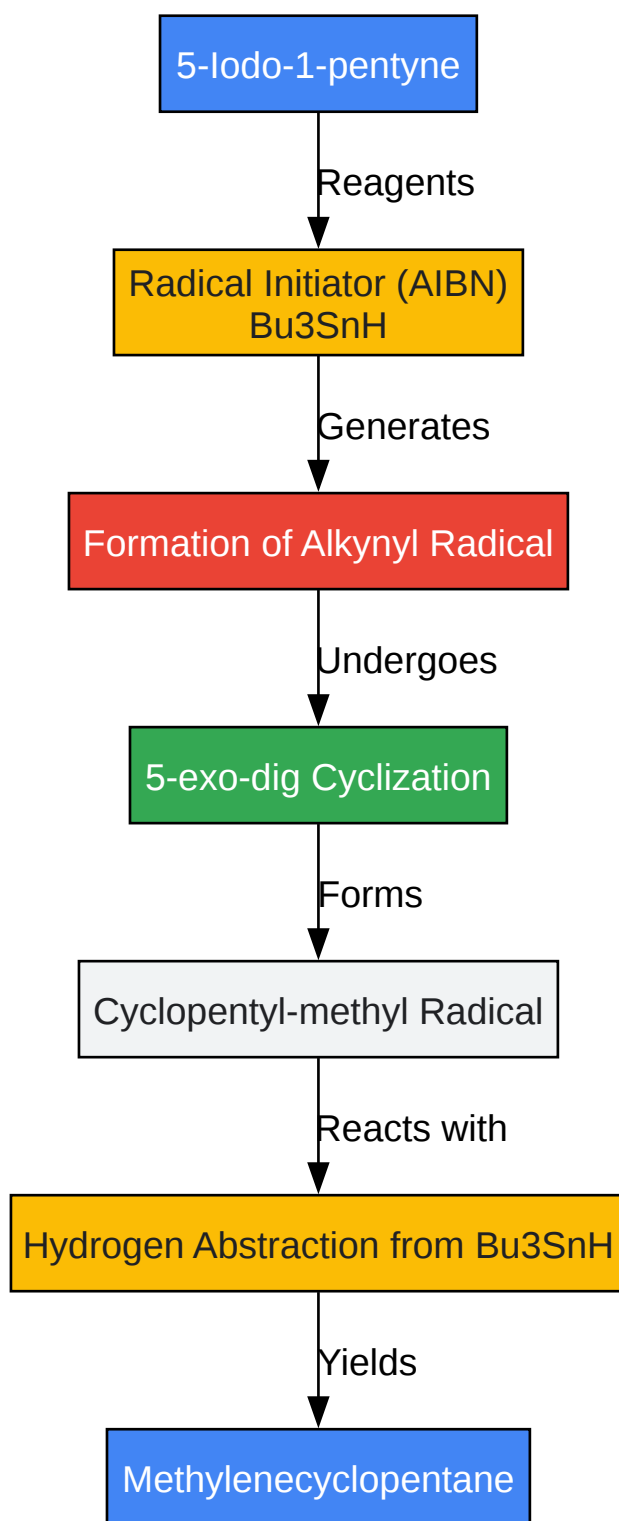 5-Iodo-1-pentyne
Reagents
Radical Initiator (AIBN)
Bu3SnH
Generates
Formation of Alkynyl Radical
Undergoes
5-exo-dig Cyclization
Forms
Cyclopentyl-methyl Radical
Reacts with
Hydrogen Abstraction from Bu3SnH
Yields
Methylenecyclopentane